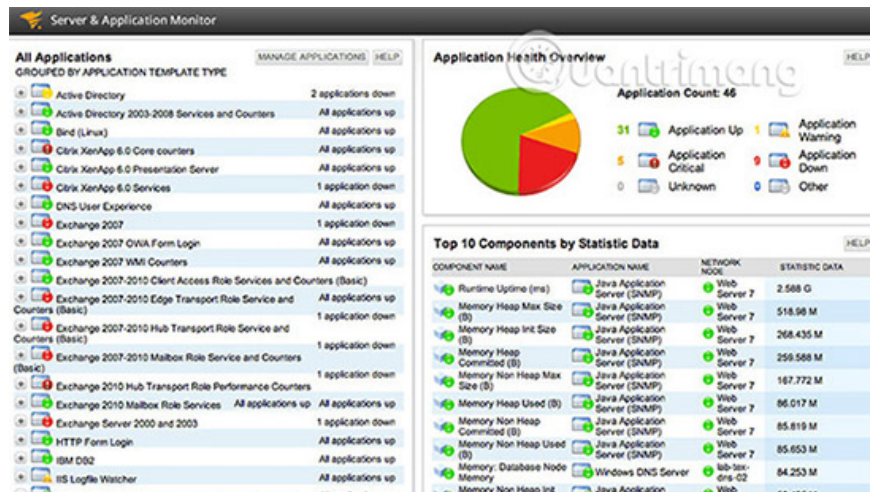 Server & Application Monitor
All Applications
MANAGE APPLICATIONS HELP
GROUPED BY APPLICATION TEMPLATE TYPE
Active Directory 2 applications down
Active Directory 2003-2008 Services and Counters All applications up
Bind (Linux) All applications up
Citrix XenApp 6.0 Core counters All applications up
Citrix XenApp 6.0 Presentation Server All applications up
Citrix XenApp 6.0 Services 1 application down
DNS User Experience All applications up
Exchange 2007 1 application down
Exchange 2007 OWA Form Login All applications up
Exchange 2007 WMI Counters All applications up
Exchange 2007-2010 Client Access Role Services and Counters (Basic)
Exchange 2007-2010 Edge Transport Role Service and All applications up
Counters (Basic)
1 application down
Exchange 2007-2010 Hub Transport Role Service and
Counters (Basic)
1 application down
Exchange 2007-2010 Mailbox Role Service and Counters
(Basic)
1 application down
Exchange 2010 Hub Transport Role Performance Counters
Exchange 2010 Mailbox Role Services All applications up All applications up
Exchange Server 2000 and 2003 1 application down
HTTP Form Login All applications up
IBM DB2 All applications up
IIS Logfile Watcher All applications up
Application Health Overview
HELP
Quantrimang
Application Count: 46
31 Application Up
1 Application
Warning
5 Application
Critical
9 Application
Down
0 Unknown
0 Other
Top 10 Components by Statistic Data
HELP
COMPONENT NAME APPLICATION NAME NETWORK
NODE STATISTIC DATA
Runtime Uptime (ms) Java Application
Server (SNMP) Web
Server 7 2.588 G
Memory Heap Max Size
(B) Java Application
Server (SNMP) Web
Server 7 518.98 M
Memory Heap Init Size
(B) Java Application
Server (SNMP) Web
Server 7 268.435 M
Memory Heap
Committed (B) Java Application
Server (SNMP) Web
Server 7 259.588 M
Memory Non Heap Max
Size (B) Java Application
Server (SNMP) Web
Server 7 167.772 M
Memory Heap Used (B) Java Application
Server (SNMP) Web
Server 7 86.017 M
Memory Non Heap
Committed (B) Java Application
Server (SNMP) Web
Server 7 85.819 M
Memory Non Heap Used
(B) Java Application
Server (SNMP) Web
Server 7 85.653 M
Memory: Database Node
Memory Windows DNS Server lab-tex-
dns-02 84.253 M
Memory Non Heap Init Java Application Web